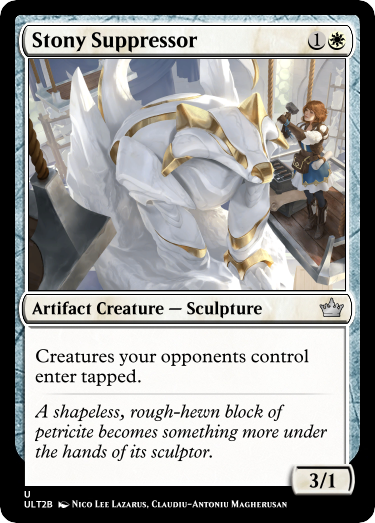 Stony Suppressor 1
Artifact Creature — Sculpture
Creatures your opponents control
enter tapped.
A shapeless, rough-hewn block of
petricite becomes something more under
the hands of its sculptor.
3/1
U
ULT2B Nico Lee Lazarus, Claudiu-Antoniu Magherusan